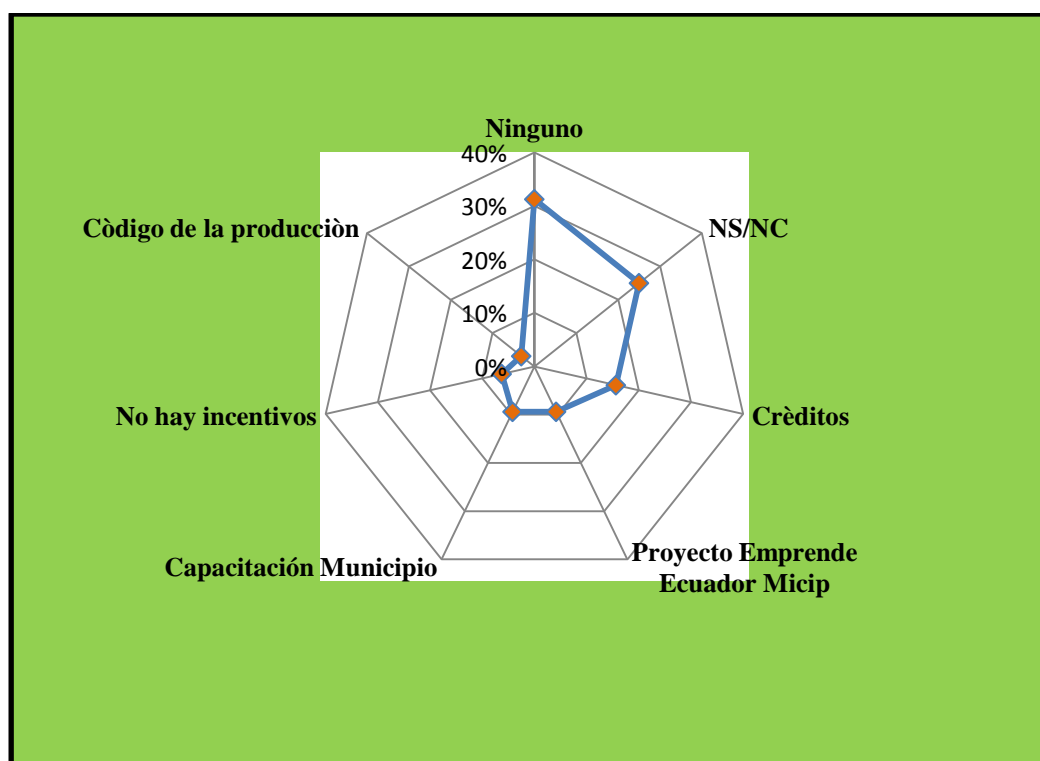 Ninguno
40%
30%
20%
10%
0%
NS/NC
Crèditos
Proyecto Emprende
Ecuador Micip
Capacitación Municipio
No hay incentivos
Còdigo de la producciòn